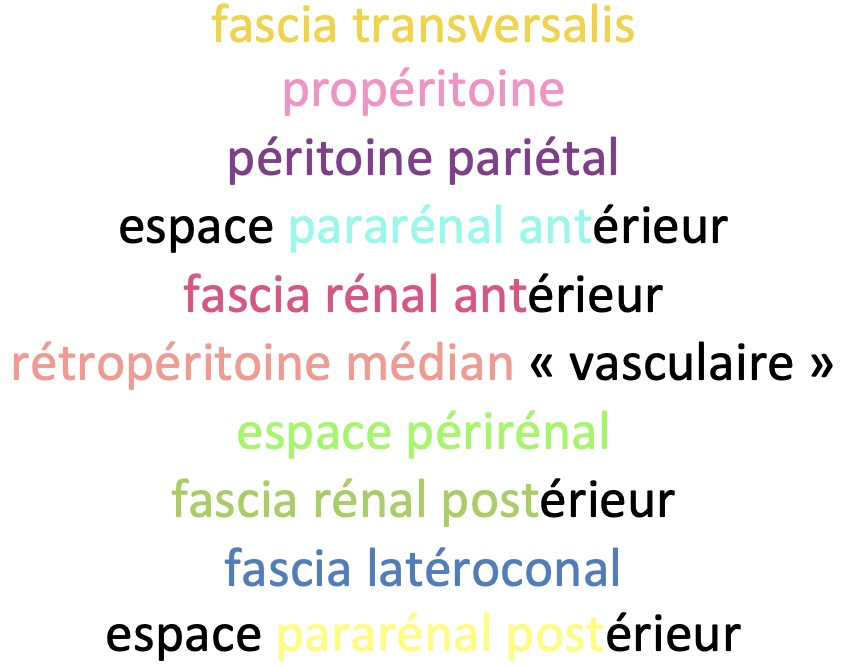 fascia transversalis
propéritoine
péritoine pariétal
espace pararénal antérieur
fascia rénal antérieur
rétropéritoine médian « vasculaire »
espace périrénal
fascia rénal postérieur
fascia latéroconal
espace pararénal postérieur